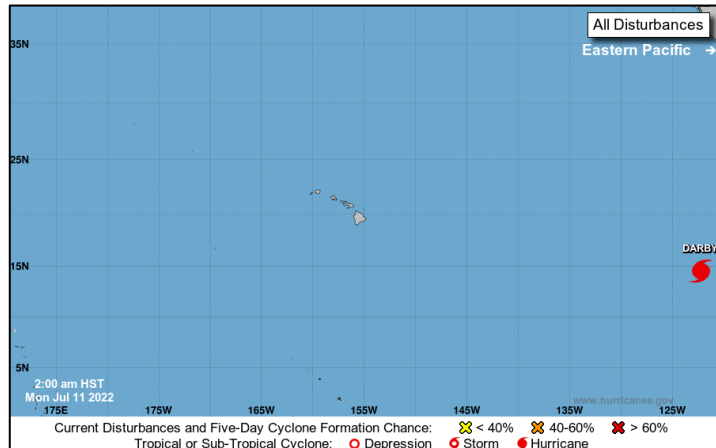 All Disturbances
Eastern Pacific →
35N
25N
DARBY
15N
5N
2:00 am HST
Mon Jul 11 2022
www.hurricanes.gov
175E 175W 165W 155W 145W 135W 125W
Current Disturbances and Five-Day Cyclone Formation Chance: < 40% 40-60% > 60%
Tropical or Sub-Tropical Cyclone: Depression Storm Hurricane